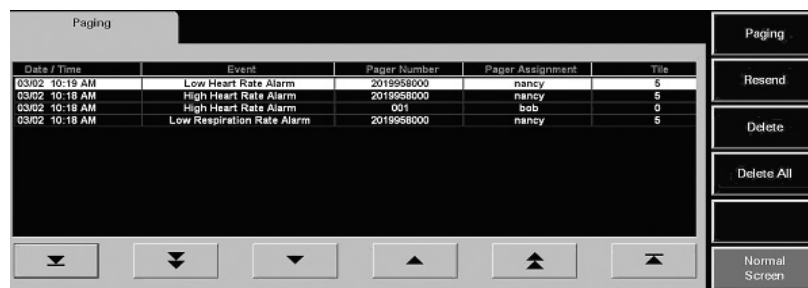 Paging
Date / Time Event Pager Number Pager Assignment Tile
03/02 10:19 AM Low Heart Rate Alarm 2019958000 nancy 5
03/02 10:18 AM High Heart Rate Alarm 2019958000 nancy 5
03/02 10:18 AM High Heart Rate Alarm 001 bob 0
03/02 10:18 AM Low Respiration Rate Alarm 2019958000 nancy 5
Paging
Resend
Delete
Delete All
Normal
Screen